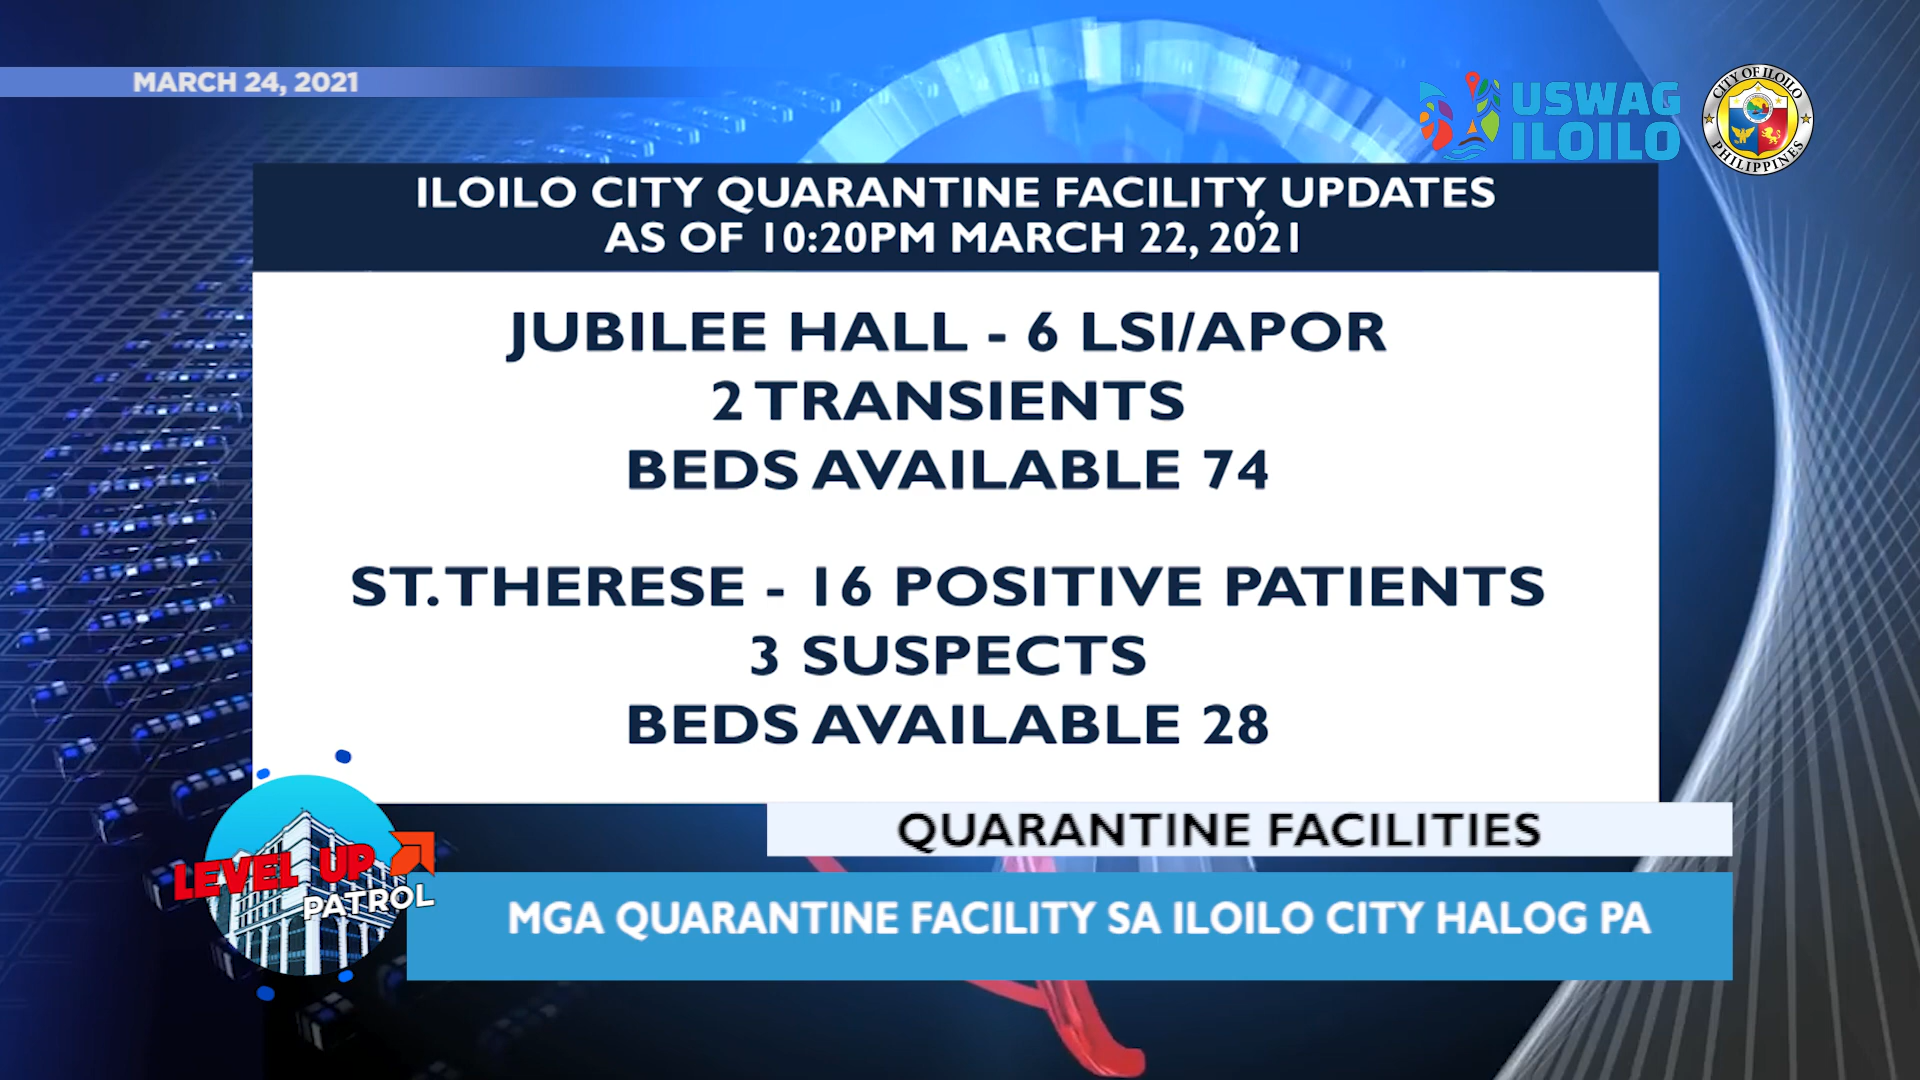 MARCH 24, 2021
USWAG
ILOILO
CITY OF ILOILO
PHILIPPINES
ILOILO CITY QUARANTINE FACILITY UPDATES
AS OF 10:20PM MARCH 22, 2021
JUBILEE HALL - 6 LSI/APOR
2 TRANSIENTS
BEDS AVAILABLE 74
ST. THERESE - 16 POSITIVE PATIENTS
3 SUSPECTS
BEDS AVAILABLE 28
QUARANTINE FACILITIES
LEVEL UP
PATROL
MGA QUARANTINE FACILITY SA ILOILO CITY HALOG PA